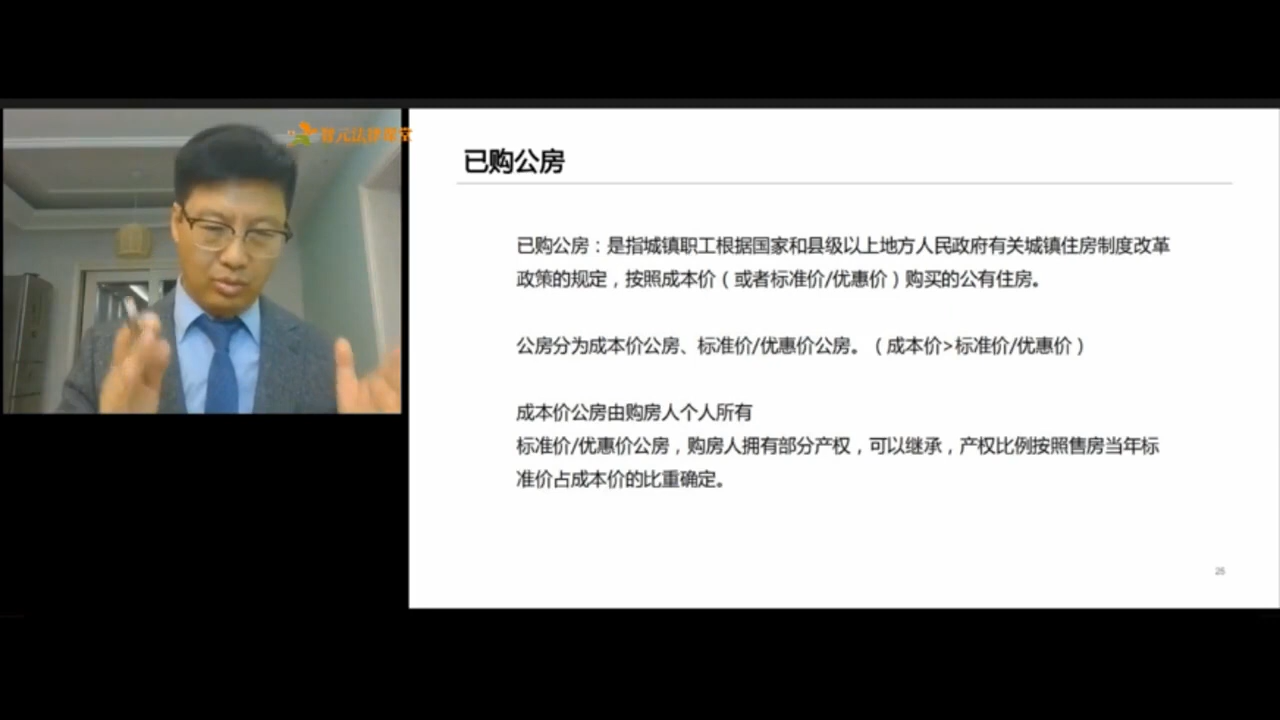 智元法律课堂
已购公房
已购公房：是指城镇职工根据国家和县级以上地方人民政府有关城镇住房制度改革
政策的规定，按照成本价（或者标准价/优惠价）购买的公有住房。
公房分为成本价公房、标准价/优惠价公房。（成本价>标准价/优惠价）
成本价公房由购房人个人所有
标准价/优惠价公房，购房人拥有部分产权，可以继承，产权比例按照售房当年标
准价占成本价的比重确定。